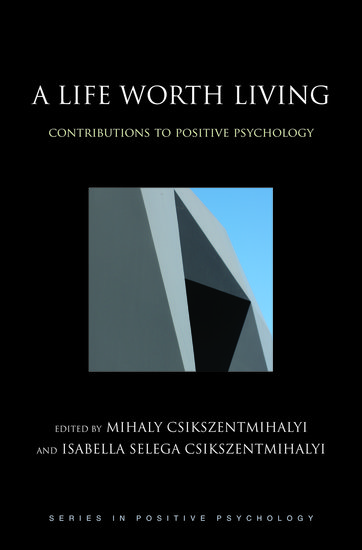 A LIFE WORTH LIVING
CONTRIBUTIONS TO POSITIVE PSYCHOLOGY
EDITED BY MIHALY CSIKSZENTMIHALYI
AND ISABELLA SELEGA CSIKSZENTMIHALYI
SERIES IN POSITIVE PSYCHOLOGY